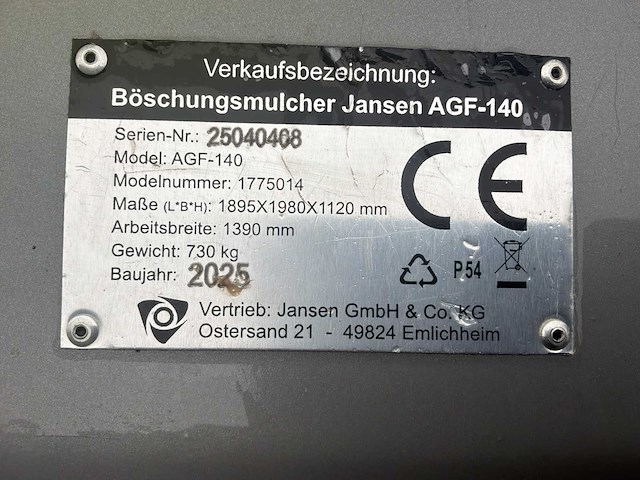 Verkaufsbezeichnung:
Böschungsmulcher Jansen AGF-140
Serien-Nr.: 25040408
Model: AGF-140
Modelnummer: 1775014
Maße (L*B*H): 1895X1980X1120 mm
Arbeitsbreite: 1390 mm
Gewicht: 730 kg
Baujahr: 2025
CE
P54
Vertrieb: Jansen GmbH & Co. KG
Ostersand 21 - 49824 Emlichheim